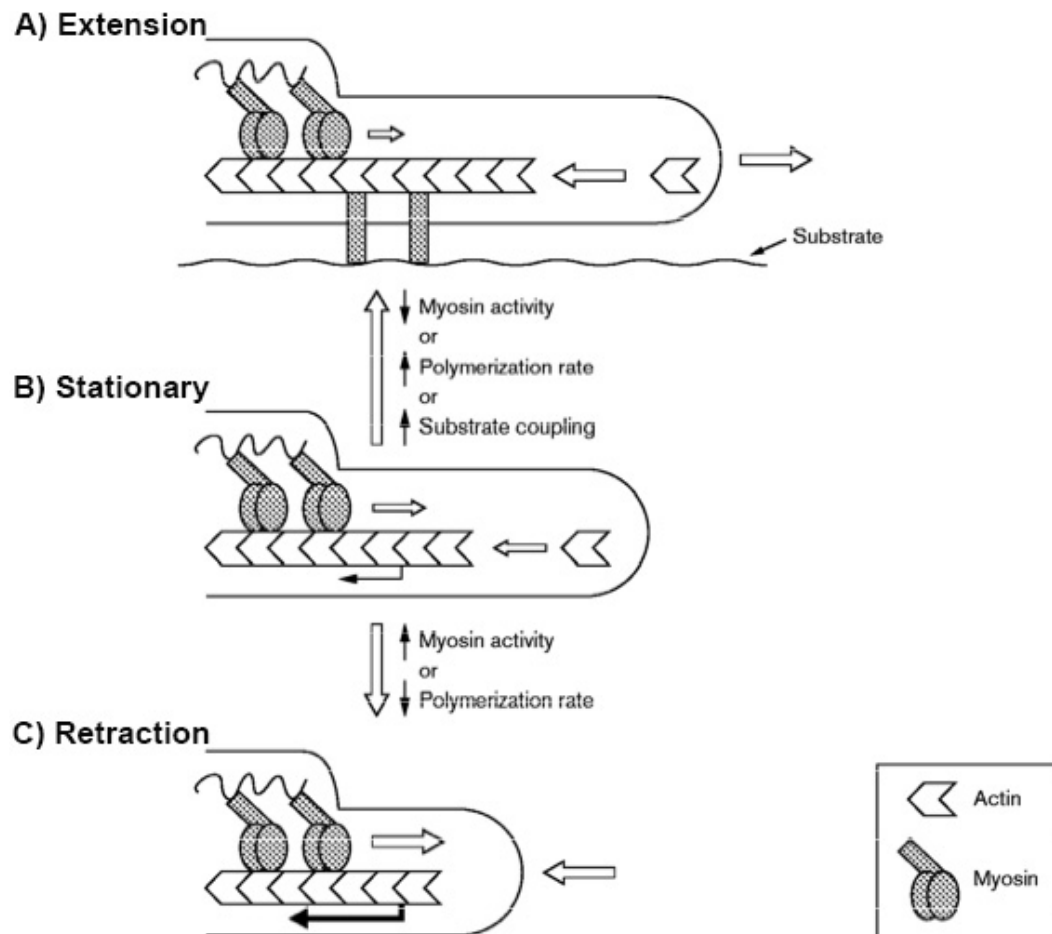 A) Extension
Substrate
Myosin activity
or
Polymerization rate
or
Substrate coupling
B) Stationary
Myosin activity
or
Polymerization rate
C) Retraction
Actin
Myosin